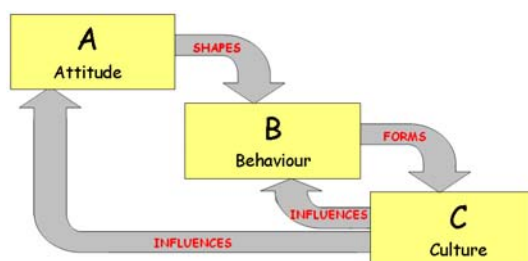 A
Attitude
SHAPES
B
Behaviour
FORMS
INFLUENCES
C
Culture
INFLUENCES